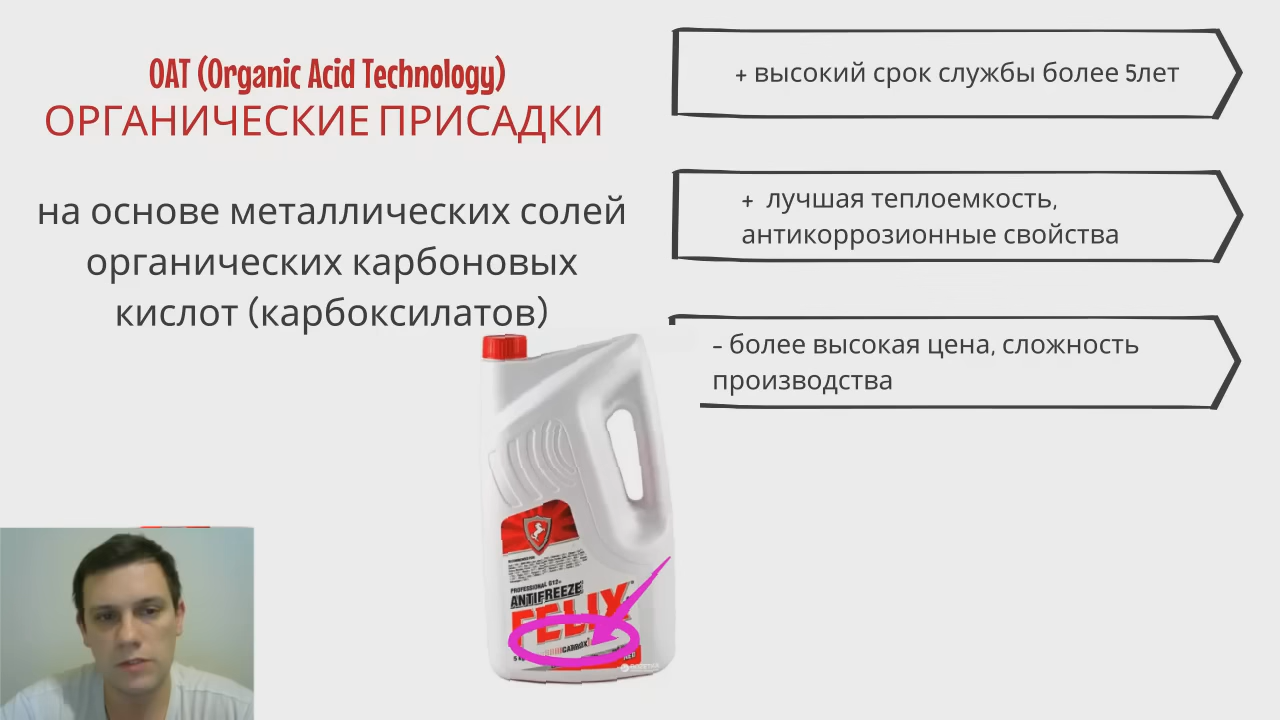 OAT (Organic Acid Technology)
ОРГАНИЧЕСКИЕ ПРИСАДКИ
на основе металлических солей
органических карбоновых
кислот (карбоксилатов)
+ высокий срок службы более 5лет
+ лучшая теплоемкость,
антикоррозионные свойства
- более высокая цена, сложность
производства
PROFESSIONAL G12+
ANTIFREEZE
FELIX
CARBOX